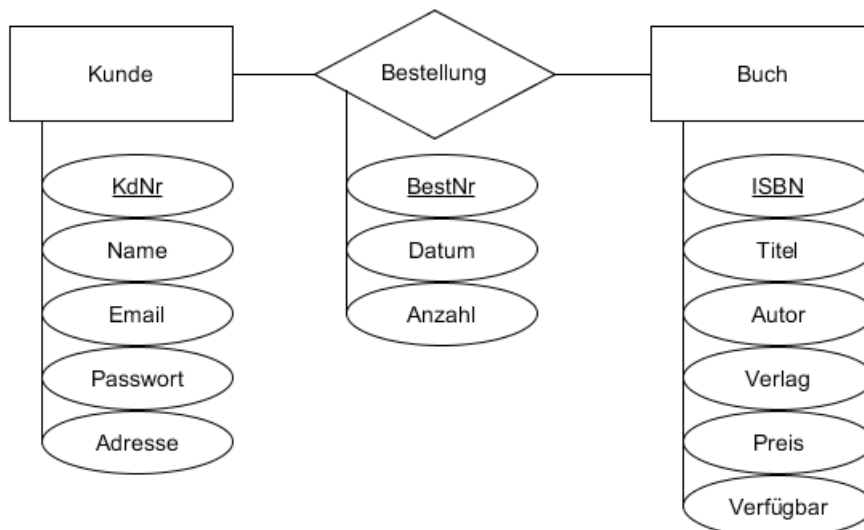 Kunde
Bestellung
Buch
KdNr
Name
Email
Passwort
Adresse
BestNr
Datum
Anzahl
ISBN
Titel
Autor
Verlag
Preis
Verfügbar